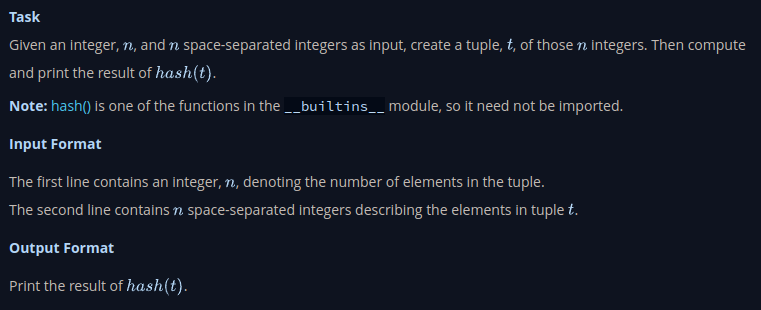 Task
Given an integer, n, and n space-separated integers as input, create a tuple, t, of those n integers. Then compute
and print the result of hash(t).
Note: hash() is one of the functions in the __builtins__ module, so it need not be imported.
Input Format
The first line contains an integer, n, denoting the number of elements in the tuple.
The second line contains n space-separated integers describing the elements in tuple t.
Output Format
Print the result of hash(t).